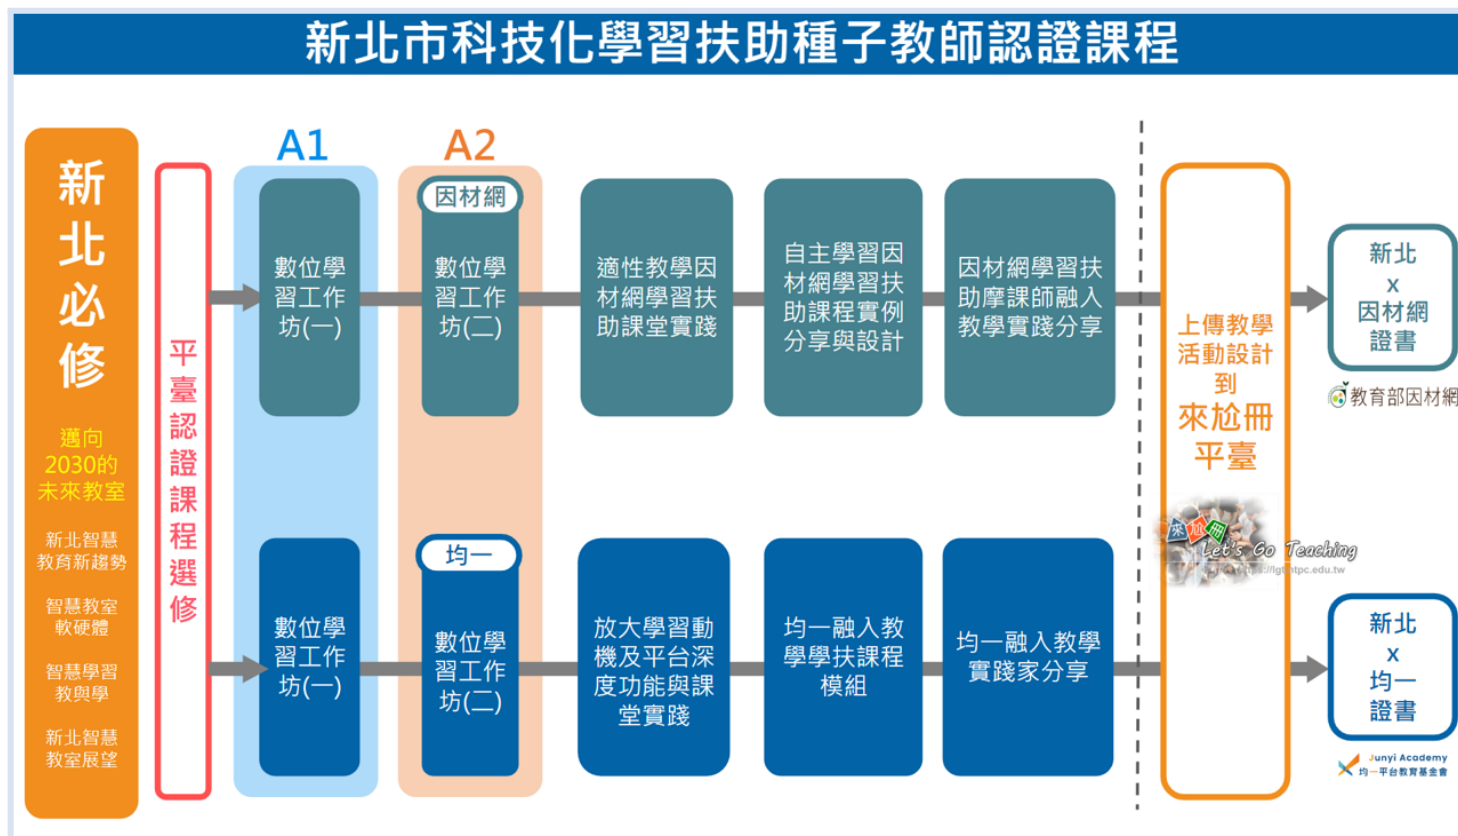 新北市科技化學習扶助種子教師認證課程
新
北
必
修
邁向
2030的
未來教室
新北智慧
教育新趨勢
智慧教室
軟硬體
智慧學習
教與學
新北智慧
教室展望
平
臺
認
證
課
程
選
修
A1
A2
數位學
習工作
坊(一)
因材網
數位學
習工作
坊(二)
適性教學因
材網學習扶
助課堂實踐
自主學習因
材網學習扶
助課程實例
分享與設計
因材網學習扶
助摩課師融入
教學實踐分享
數位學
習工作
坊(一)
均一
數位學
習工作
坊(二)
放大學習動
機及平台深
度功能與課
堂實踐
均一融入教
學學扶課程
模組
均一融入教學
實踐家分享
上傳教學
活動設計
到
來尬冊
平臺
來尬冊
Let's Go Teaching
新北
x
因材網
證書
教育部因材網
新北
x
均一
證書
Junyi Academy
均一平台教育基金會